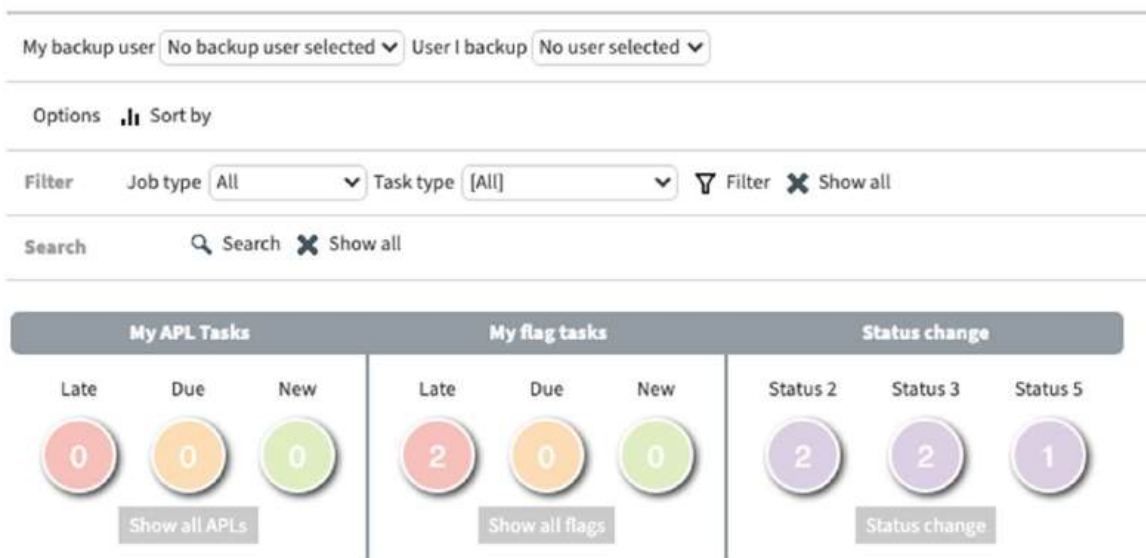 My backup user No backup user selected User I backup No user selected
Options Sort by
Filter Job type All Task type [All] Filter Show all
Search Search Show all
My APL Tasks My flag tasks Status change
Late Due New Late Due New Status 2 Status 3 Status 5
0 0 0 2 0 0 2 2 1
Show all APLs Show all flags Status change